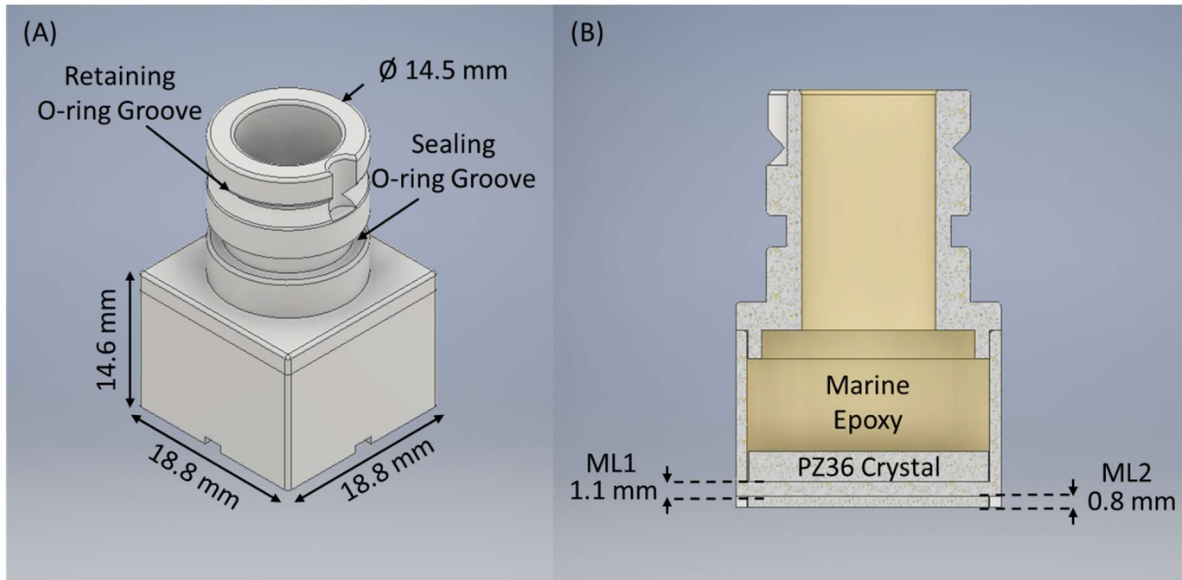 (A)
Retaining
O-ring Groove
Ø 14.5 mm
Sealing
O-ring Groove
14.6 mm
18.8 mm
18.8 mm
(B)
Marine
Epoxy
PZ36 Crystal
ML1
1.1 mm
ML2
0.8 mm